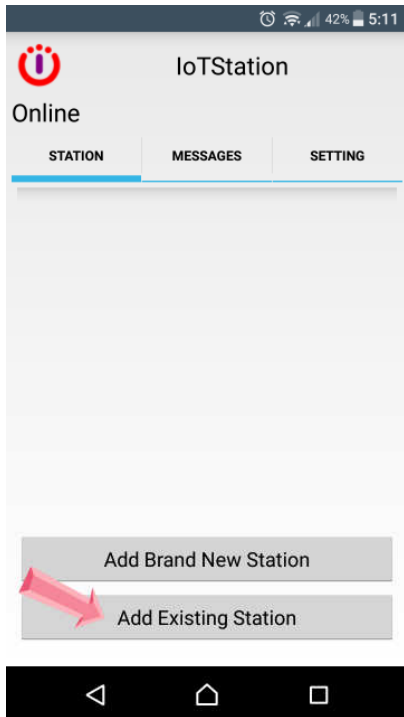 42% 5:11
IoTStation
Online
STATION MESSAGES SETTING
Add Brand New Station
Add Existing Station